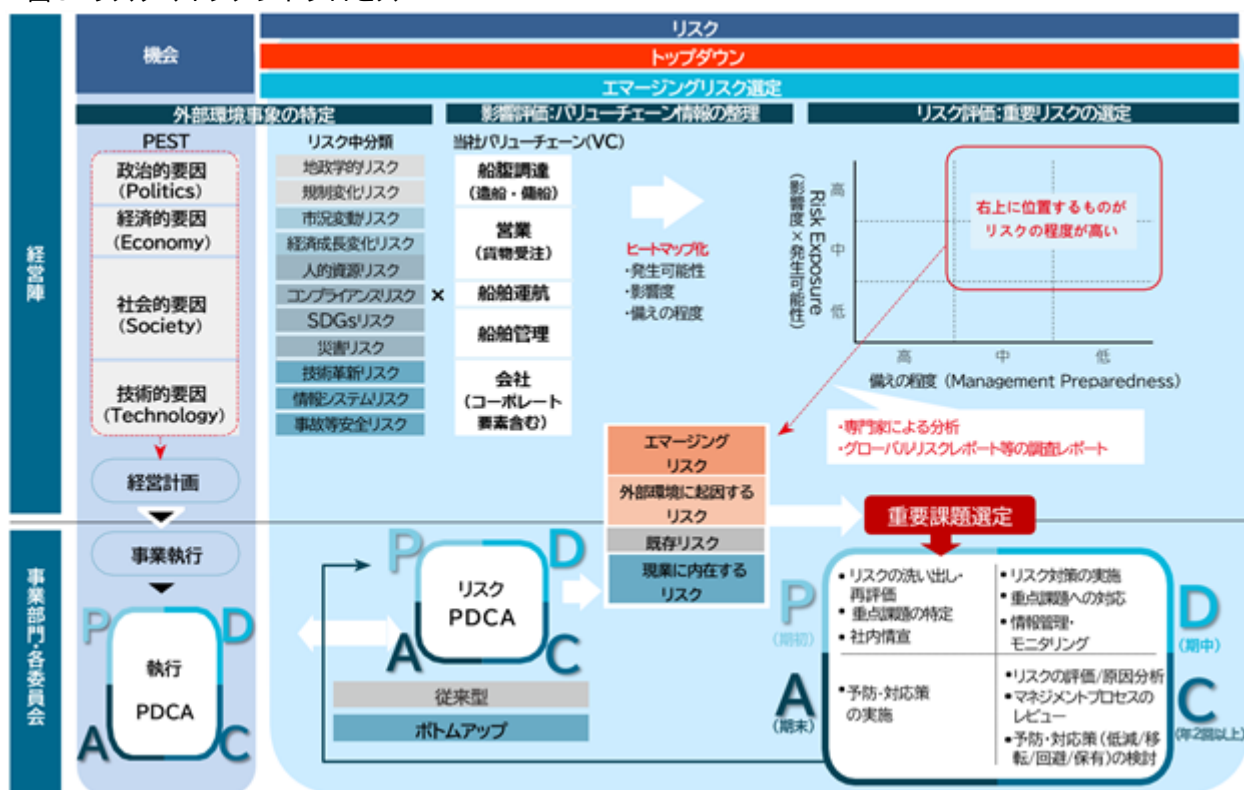 機会
リスク
トップダウン
エマージングリスク選定
外部環境事象の特定
影響評価:バリューチェーン情報の整理
リスク評価:重要リスクの選定
経営陣
PEST
政治的要因
(Politics)
経済的要因
(Economy)
社会的要因
(Society)
技術的要因
(Technology)
経営計画
リスク中分類
地政学的リスク
規制変化リスク
市況変動リスク
経済成長変化リスク
人的資源リスク
コンプライアンスリスク
SDGsリスク
災害リスク
技術革新リスク
情報システムリスク
事故等安全リスク
×
当社バリューチェーン(VC)
船腹調達
(造船・傭船)
営業
(貨物受注)
船舶運航
船舶管理
会社
(コーポレート
要素含む)
ヒートマップ化
・発生可能性
・影響度
・備えの程度
Risk Exposure
(影響度×発生可能性)
高
中
低
右上に位置するものが
リスクの程度が高い
高
中
低
備えの程度 (Management Preparedness)
・専門家による分析
・グローバルリスクレポート等の調査レポート
エマージング
リスク
外部環境に起因する
リスク
既存リスク
現業に内在する
リスク
重要課題選定
事業部門・各委員会
事業執行
P
D
執行
PDCA
A
C
P
D
リスク
PDCA
A
C
従来型
ボトムアップ
P
(期初)
•リスクの洗い出し・
再評価
•重点課題の特定
•社内情宣
•リスク対策の実施
•重点課題への対応
•情報管理・
モニタリング
D
(期中)
A
(期末)
•予防・対応策
の実施
•リスクの評価/原因分析
•マネジメントプロセスの
レビュー
•予防・対応策(低減/移
転/回避/保有)の検討
C
(年2回以上)